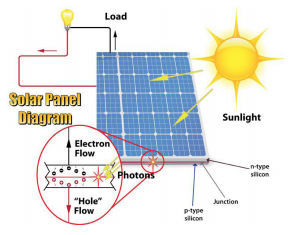 Load
Solar Panel
Diagram
Sunlight
Electron
Flow
Photons
"Hole"
Flow
n-type
silicon
Junction
p-type
silicon